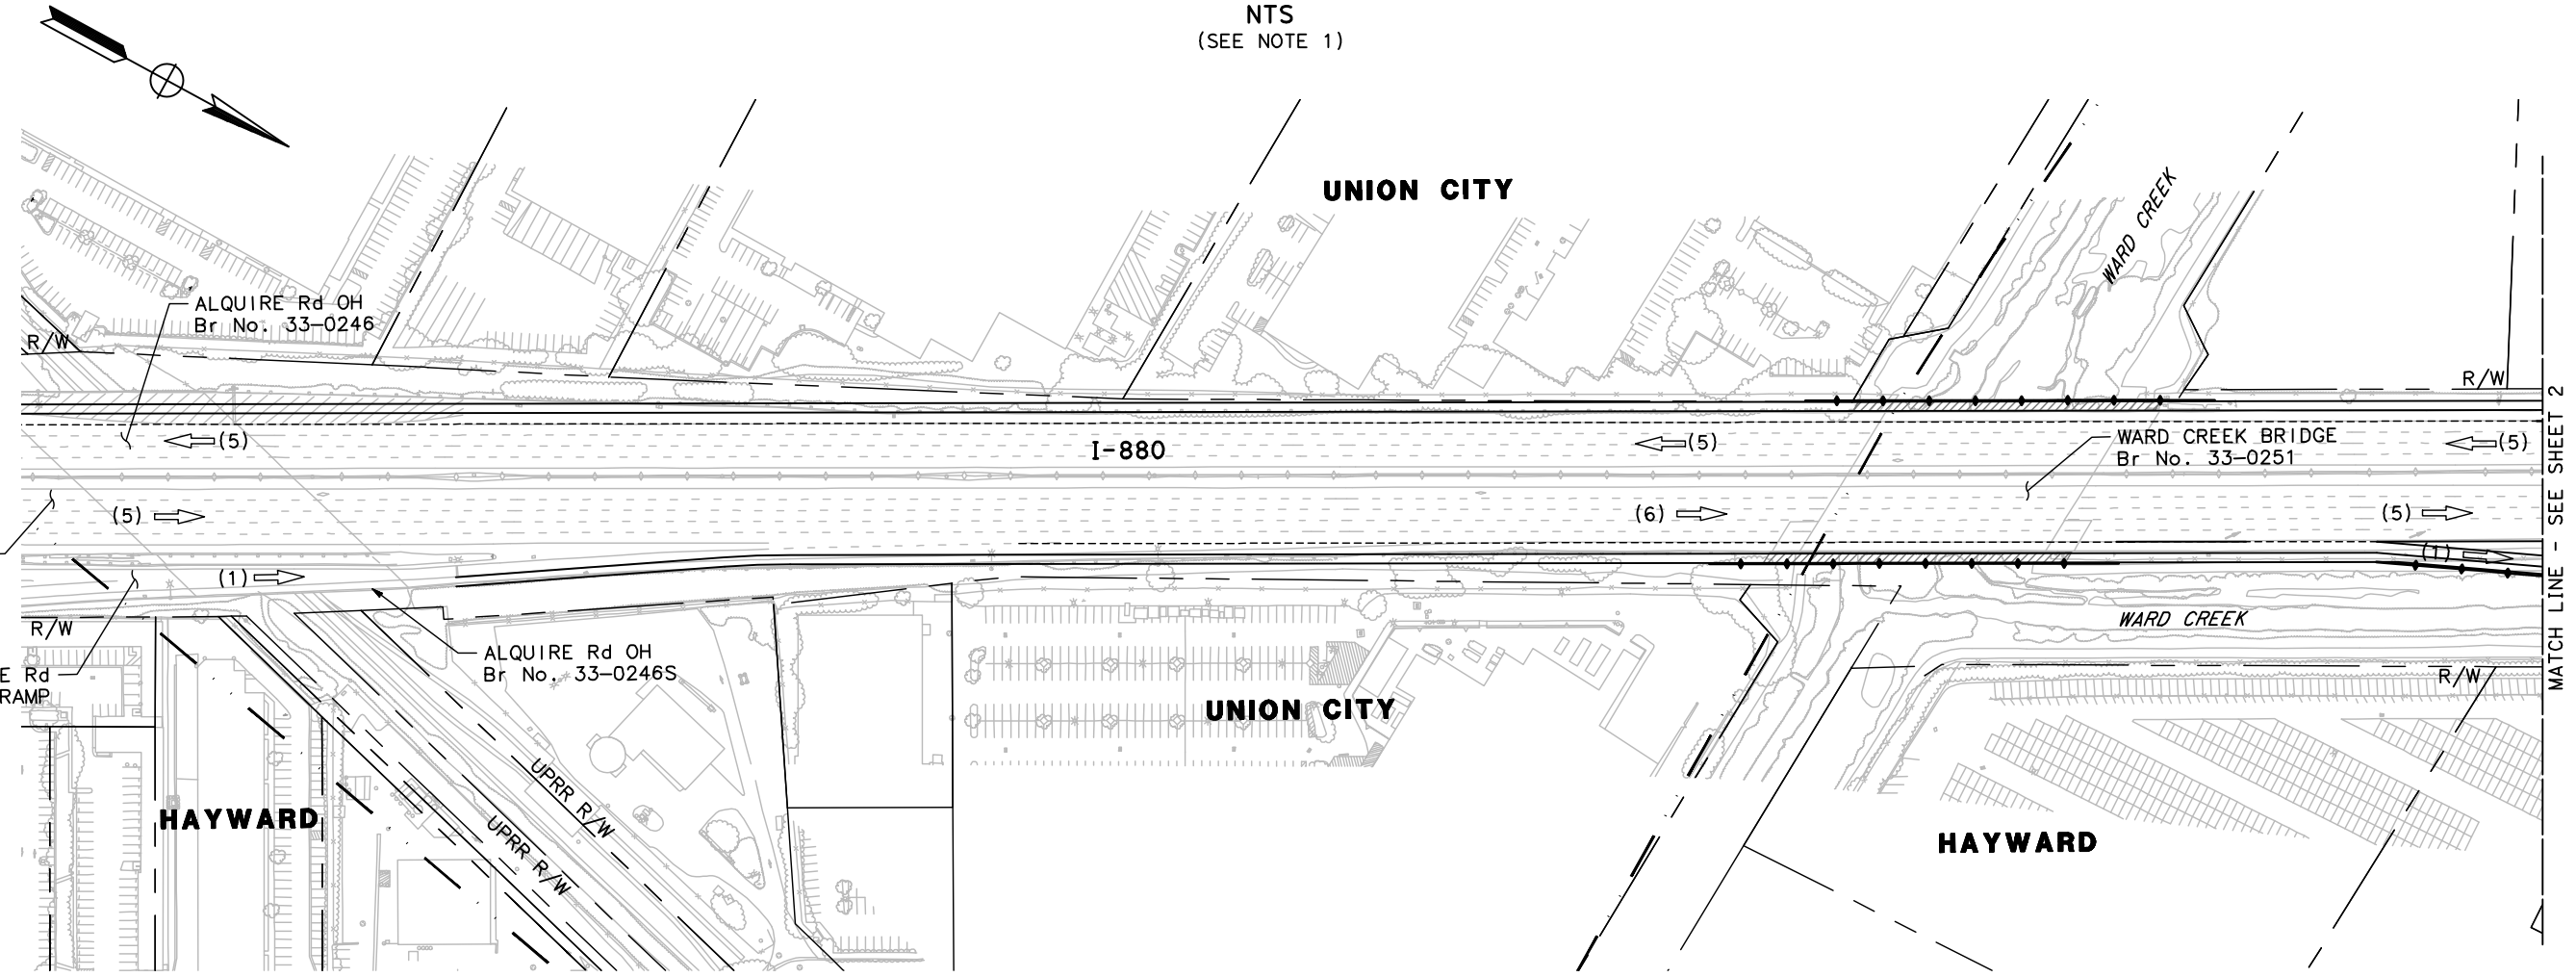 NTS
(SEE NOTE 1)
UNION CITY
WARD CREEK
ALQUIRE Rd OH
Br No. 33-0246
R/W
R/W
(5)
I-880
(5)
WARD CREEK BRIDGE
Br No. 33-0251
(5)
MATCH LINE - SEE SHEET 2
(5)
(6)
(5)
(1)
(1)
R/W
WARD CREEK
ALQUIRE Rd OH
Br No. 33-0246S
E Rd
RAMP
R/W
UNION CITY
UPRR R/W
UPRR R/W
HAYWARD
HAYWARD